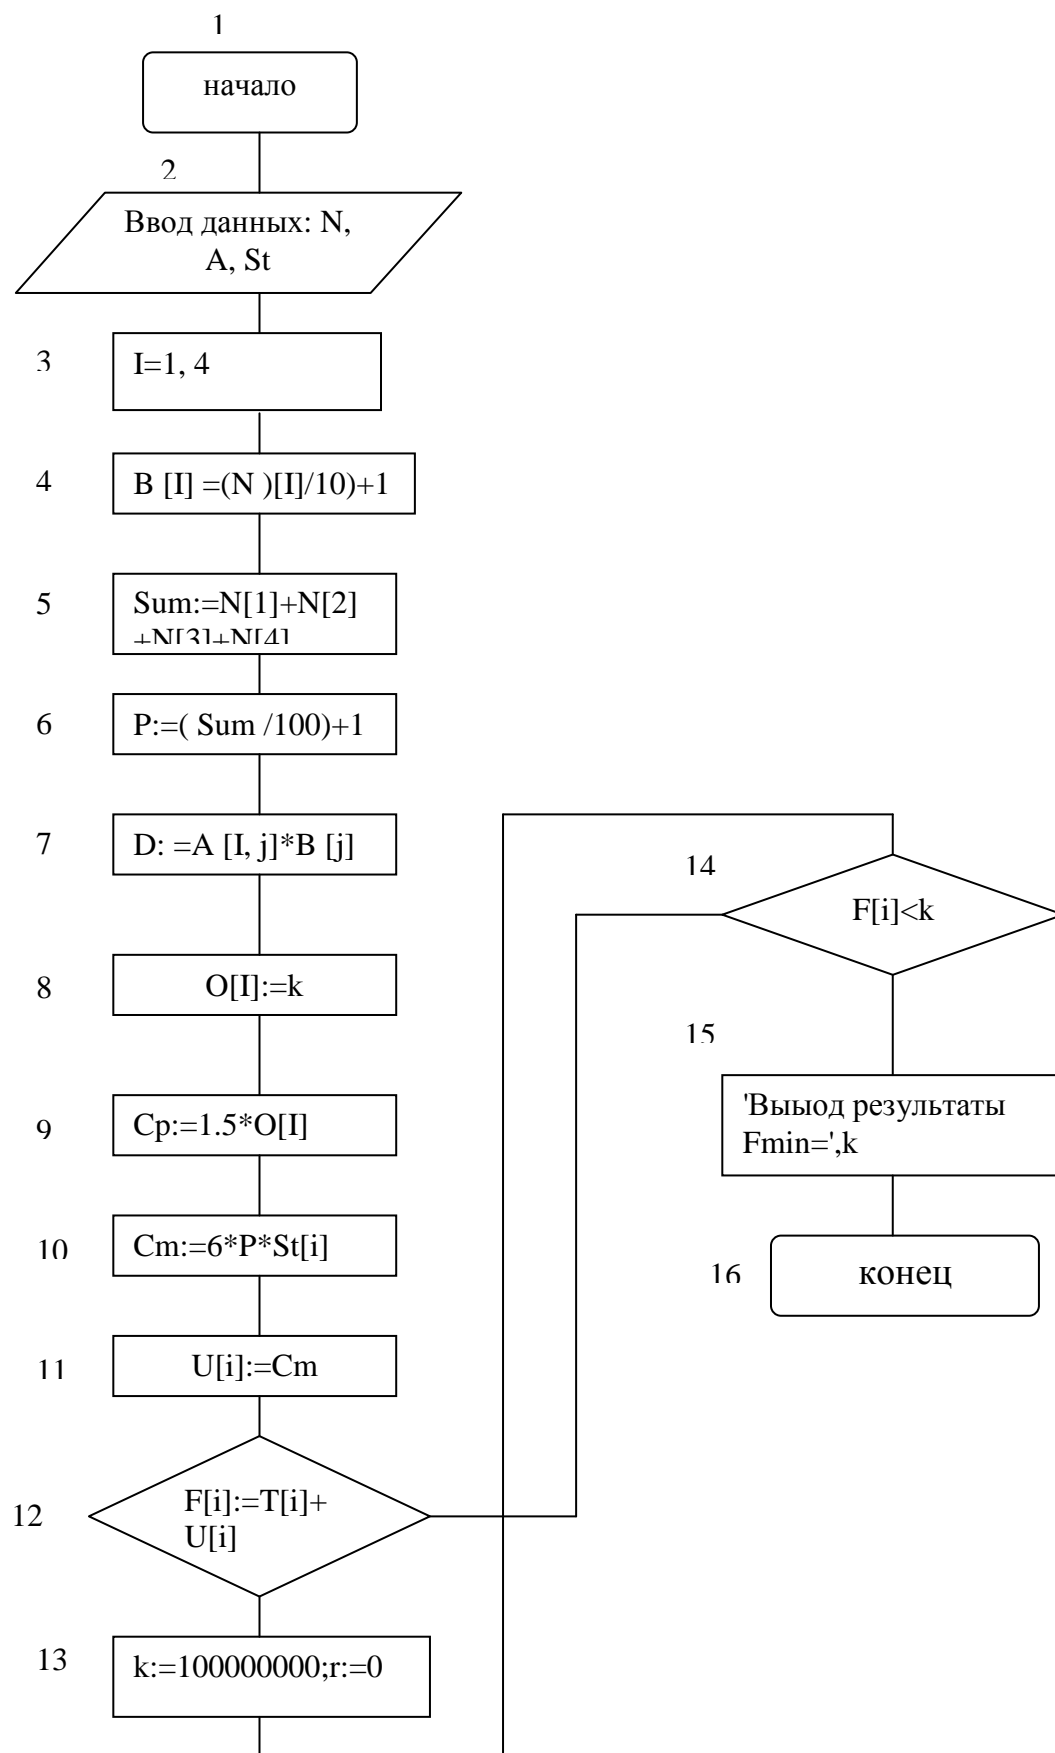 1
начало
2
Ввод данных: N,
A, St
3
I=1, 4
4
B [I] =(N )[I]/10)+1
5
Sum:=N[1]+N[2]
+N[3]+N[4]
6
P:=( Sum /100)+1
7
D: =A [I, j]*B [j]
8
O[I]:=k
9
Cp:=1.5*O[I]
10
Cm:=6*P*St[i]
11
U[i]:=Cm
12
F[i]:=T[i]+
U[i]
13
k:=100000000;r:=0
14
F[i]<k
15
'Выыод результаты
Fmin=',k
16
конец